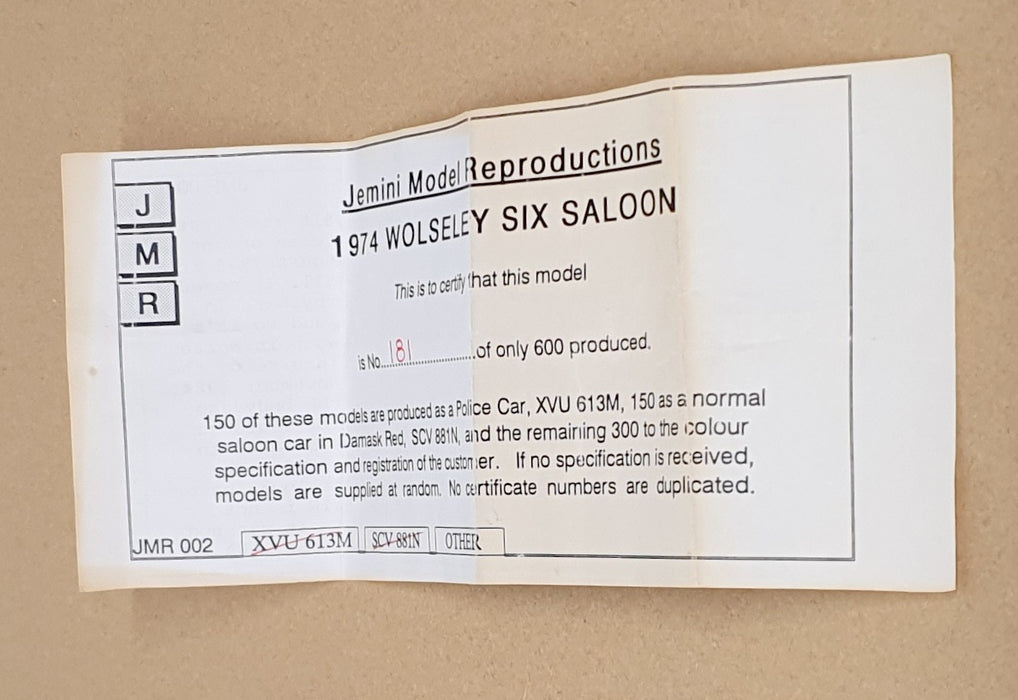 J
M
R
Jemini Model Reproductions
1974 WOLSELEY SIX SALOON
This is to certify that this model
is No. 181 of only 600 produced.
150 of these models are produced as a Police Car, XVU 613M, 150 as a normal
saloon car in Damask Red, SCV 881N, and the remaining 300 to the colour
specification and registration of the customer. If no specification is received,
models are supplied at random. No certificate numbers are duplicated.
JMR 002 XVU 613M SCV 881N OTHER